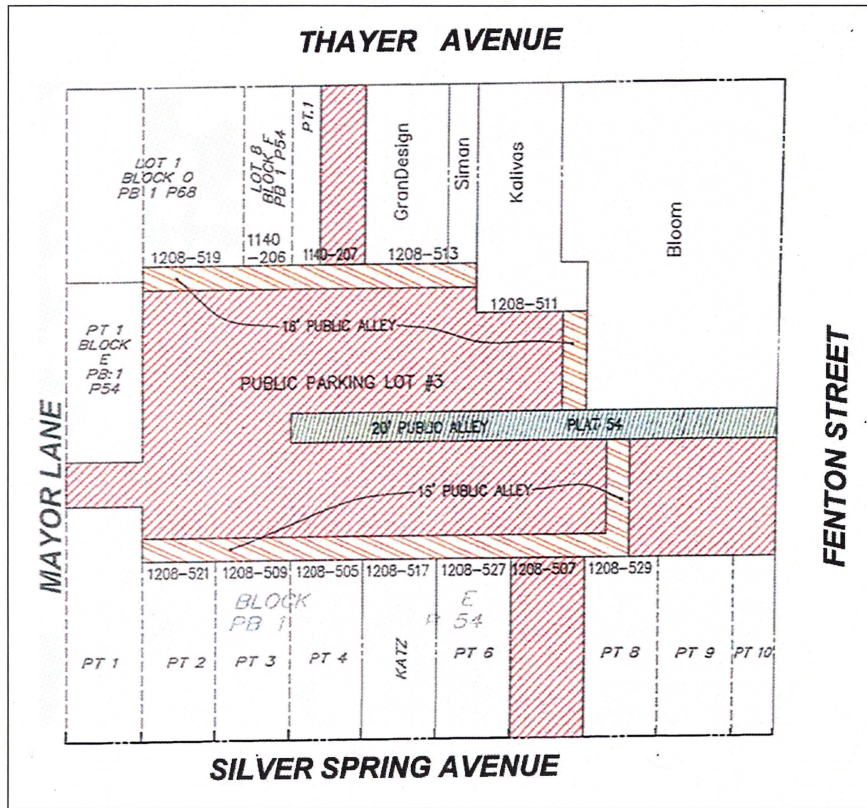 THAYER AVENUE
LOT 1
BLOCK O
PB 1 P68
LOT B
BLOCK F
PB 1 P54
PT.1
GranDesign
Siman
Kalivas
Bloom
1208-519
1140
-206
1140-207
1208-513
1208-511
PT 1
BLOCK
E
PB:1
P54
PUBLIC ALLEY
PUBLIC PARKING LOT #3
20' PUBLIC ALLEY
PLAT 54
15' PUBLIC ALLEY
MAYOR LANE
FENTON STREET
1208-521
1208-509
1208-505
1208-517
1208-527
1208-507
1208-529
BLOCK E
PB 1 P 54
PT 1
PT 2
PT 3
PT 4
KATZ
PT 6
PT 8
PT 9
PT 10
SILVER SPRING AVENUE